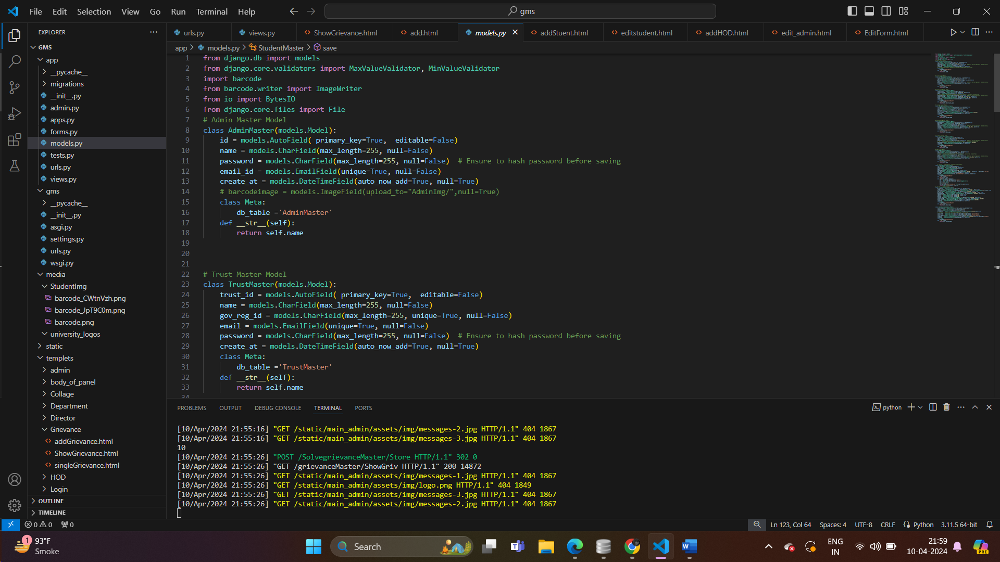 File Edit Selection View Go Run Terminal Help
gms
EXPLORER
urls.py
views.py
ShowGrievance.html
add.html
models.py
addStuent.html
editstudent.html
addHOD.html
edit_admin.html
EditForm.html
app > models.py > StudentMaster > save
GMS
app
__pycache__
migrations
__init__.py
admin.py
apps.py
forms.py
models.py
tests.py
urls.py
views.py
gms
__pycache__
__init__.py
asgi.py
settings.py
urls.py
wsgi.py
media
StudentImg
barcode_CWtnVzh.png
barcode_JpT9C0m.png
barcode.png
university_logos
static
templets
admin
body_of_panel
Collage
Department
Director
Grievance
addGrievance.html
ShowGrievance.html
singleGrievance.html
HOD
Login
OUTLINE
TIMELINE
1 from django.db import models
2 from django.core.validators import MaxValueValidator, MinValueValidator
3 import barcode
4 from barcode.writer import ImageWriter
5 from io import BytesIO
6 from django.core.files import File
7 # Admin Master Model
8 class AdminMaster(models.Model):
9     id = models.AutoField( primary_key=True,  editable=False)
10     name = models.CharField(max_length=255, null=False)
11     password = models.CharField(max_length=255, null=False)  # Ensure to hash password before saving
12     email_id = models.EmailField(unique=True, null=False)
13     create_at = models.DateTimeField(auto_now_add=True, null=True)
14     # barcodeimage = models.ImageField(upload_to="AdminImg/",null=True)
15     class Meta:
16         db_table ='AdminMaster'
17     def __str__(self):
18         return self.name
19
20
21
22 # Trust Master Model
23 class TrustMaster(models.Model):
24     trust_id = models.AutoField( primary_key=True,  editable=False)
25     name = models.CharField(max_length=255, null=False)
26     gov_reg_id = models.CharField(max_length=255, unique=True, null=False)
27     email = models.EmailField(unique=True, null=False)
28     password = models.CharField(max_length=255, null=False)  # Ensure to hash password before saving
29     create_at = models.DateTimeField(auto_now_add=True, null=True)
30     class Meta:
31         db_table ='TrustMaster'
32     def __str__(self):
33         return self.name
34
PROBLEMS OUTPUT DEBUG CONSOLE TERMINAL PORTS
python
[10/Apr/2024 21:55:16] "GET /static/main_admin/assets/img/messages-2.jpg HTTP/1.1" 404 1867
[10/Apr/2024 21:55:16] "GET /static/main_admin/assets/img/messages-3.jpg HTTP/1.1" 404 1867
10
[10/Apr/2024 21:55:26] "POST /SolvegrievanceMaster/Store HTTP/1.1" 302 0
[10/Apr/2024 21:55:26] "GET /grievanceMaster/ShowGriv HTTP/1.1" 200 14872
[10/Apr/2024 21:55:26] "GET /static/main_admin/assets/img/messages-1.jpg HTTP/1.1" 404 1867
[10/Apr/2024 21:55:26] "GET /static/main_admin/assets/img/logo.png HTTP/1.1" 404 1849
[10/Apr/2024 21:55:26] "GET /static/main_admin/assets/img/messages-3.jpg HTTP/1.1" 404 1867
[10/Apr/2024 21:55:26] "GET /static/main_admin/assets/img/messages-2.jpg HTTP/1.1" 404 1867
0 0 0
Ln 123, Col 64 Spaces: 4 UTF-8 CRLF Python 3.11.5 64-bit
1
93°F
Smoke
Search
ENG
IN
21:59
10-04-2024
PRE